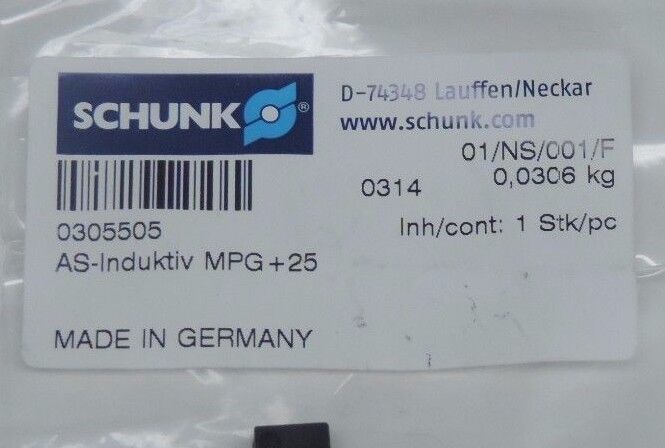 SCHUNK ®
D-74348 Lauffen/Neckar
www.schunk.com
01/NS/001/F
0314 0,0306 kg
0305505
Inh/cont: 1 Stk/pc
AS-Induktiv MPG+25
MADE IN GERMANY